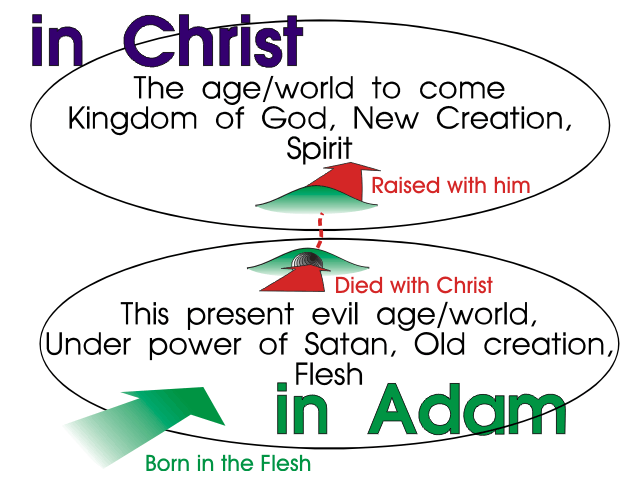 in Christ
The age/world to come
Kingdom of God, New Creation,
Spirit
Raised with him
Died with Christ
This present evil age/world,
Under power of Satan, Old creation,
Flesh
in Adam
Born in the Flesh